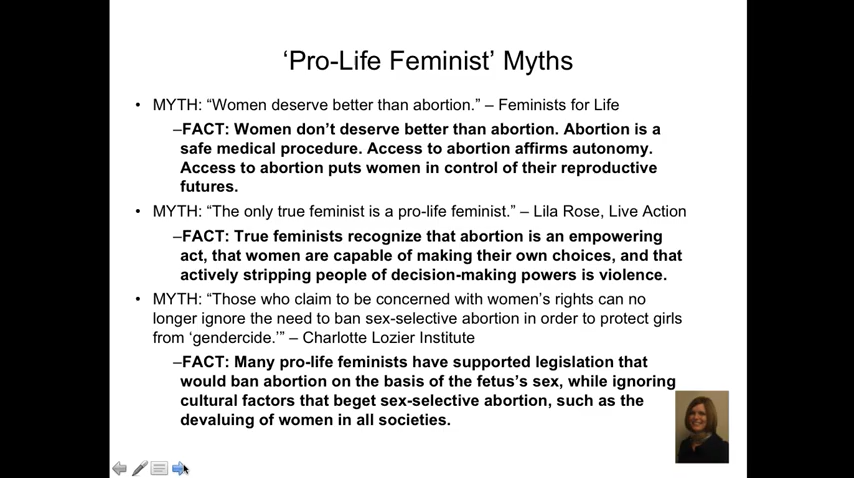 ‘Pro-Life Feminist’ Myths
• MYTH: “Women deserve better than abortion.” – Feminists for Life
–FACT: Women don’t deserve better than abortion. Abortion is a
safe medical procedure. Access to abortion affirms autonomy.
Access to abortion puts women in control of their reproductive
futures.
• MYTH: “The only true feminist is a pro-life feminist.” – Lila Rose, Live Action
–FACT: True feminists recognize that abortion is an empowering
act, that women are capable of making their own choices, and that
actively stripping people of decision-making powers is violence.
• MYTH: “Those who claim to be concerned with women’s rights can no
longer ignore the need to ban sex-selective abortion in order to protect girls
from ‘gendercide.’” – Charlotte Lozier Institute
–FACT: Many pro-life feminists have supported legislation that
would ban abortion on the basis of the fetus’s sex, while ignoring
cultural factors that beget sex-selective abortion, such as the
devaluing of women in all societies.